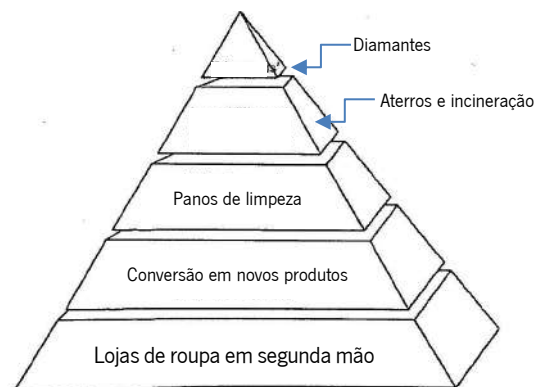 Diamantes
Aterros e incineração
Panos de limpeza
Conversão em novos produtos
Lojas de roupa em segunda mão